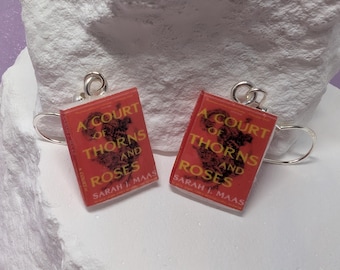 A COURT
OF
THORNS
AND
ROSES
SARAH J. MAAS
A COURT
OF
THORNS
AND
ROSES
SARAH J. MAAS